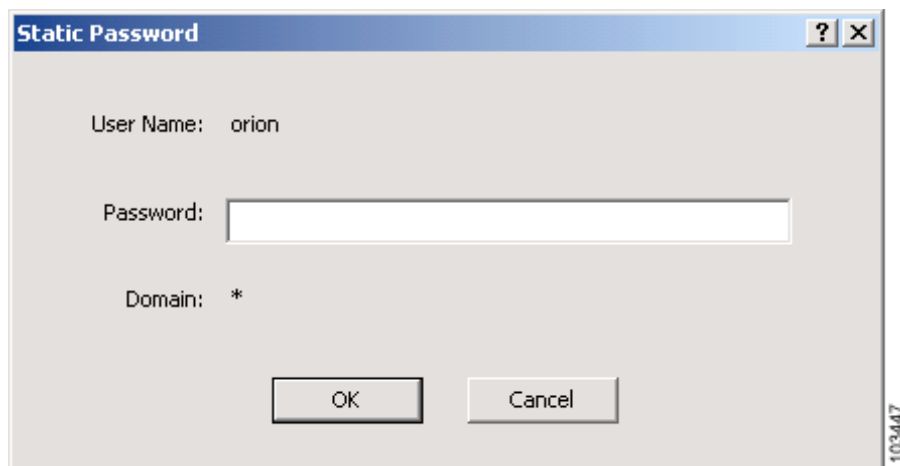 Static Password
User Name: orion
Password:
Domain: *
OK Cancel
103447